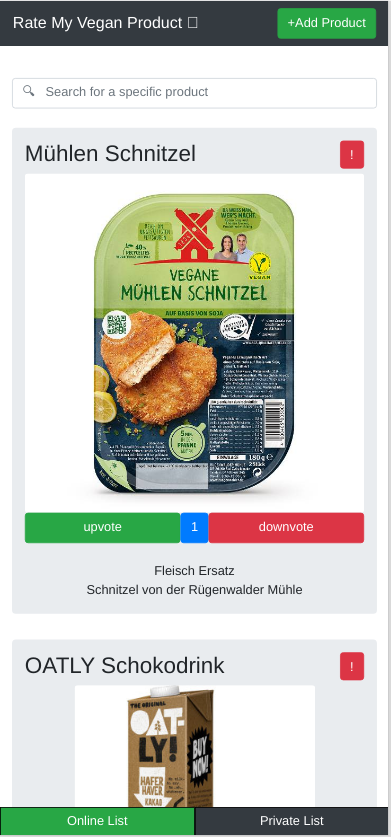 Rate My Vegan Product
+Add Product
Search for a specific product
Mühlen Schnitzel
!
VEGANE
MÜHLEN SCHNITZEL
AUF BASIS VON SOJA
VEGAN
180g
upvote
1
downvote
Fleisch Ersatz
Schnitzel von der Rügenwalder Mühle
OATLY Schokodrink
!
THE ORIGINAL
OAT-
LY!
BUY
NOW!
HAFER
HAVER
KAKAO
Online List
Private List